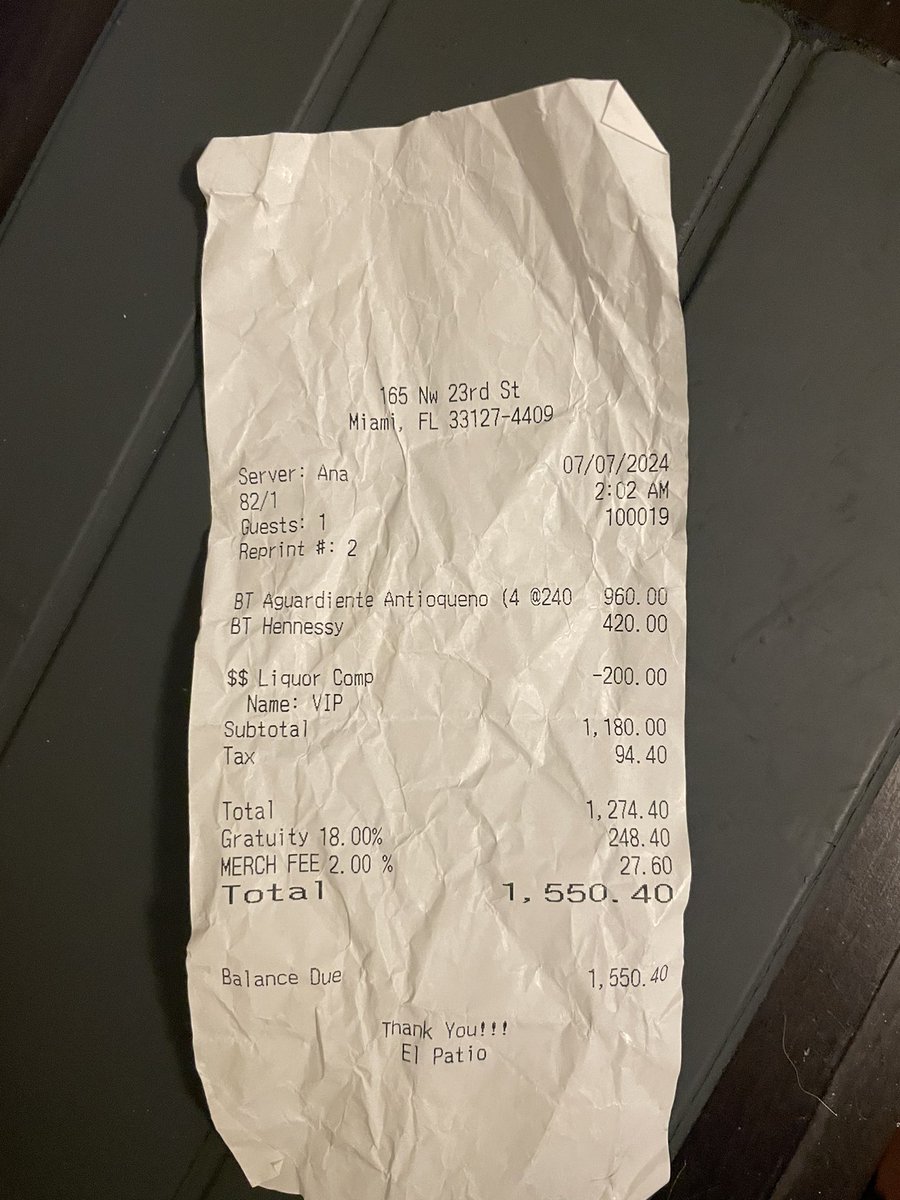 165 Nw 23rd St
Miami, FL 33127-4409
Server: Ana 07/07/2024
82/1 2:02 AM
Guests: 1 100019
Reprint #: 2
BT Aguardiente Antioqueno (4 @240 960.00
BT Hennessy 420.00
$$ Liquor Comp -200.00
Name: VIP
Subtotal 1,180.00
Tax 94.40
Total 1,274.40
Gratuity 18.00% 248.40
MERCH FEE 2.00 % 27.60
Total 1,550.40
Balance Due 1,550.40
Thank You!!!
El Patio